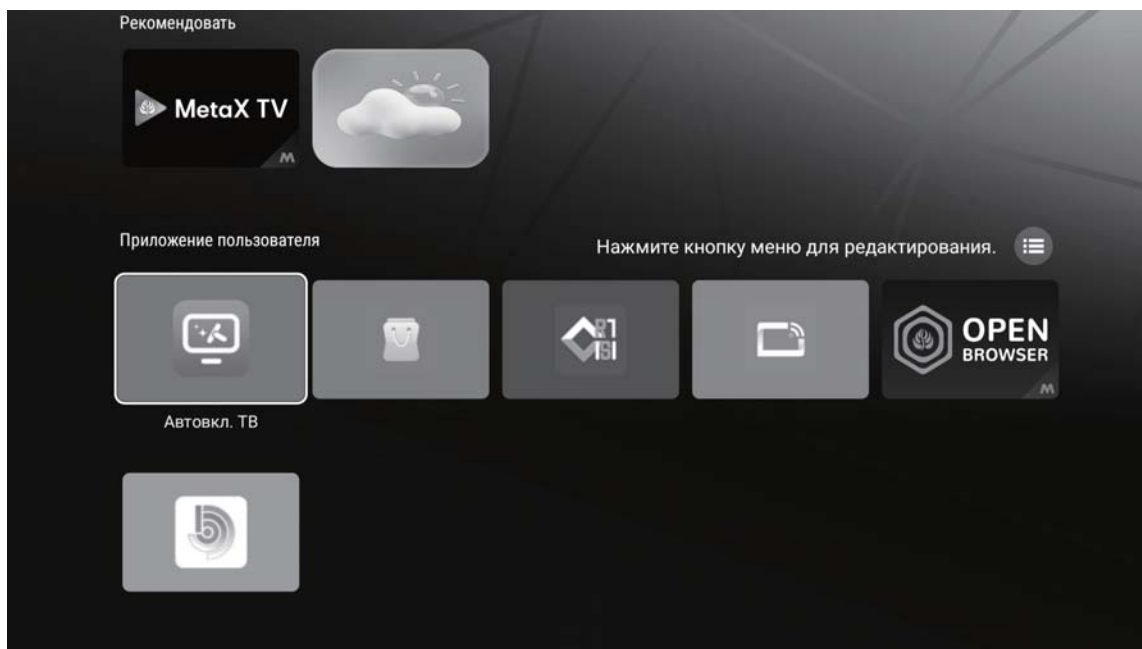 Рекомендовать
MetaX TV
M
Приложение пользователя
Нажмите кнопку меню для редактирования.
OPEN
BROWSER
M
Автовкл. ТВ